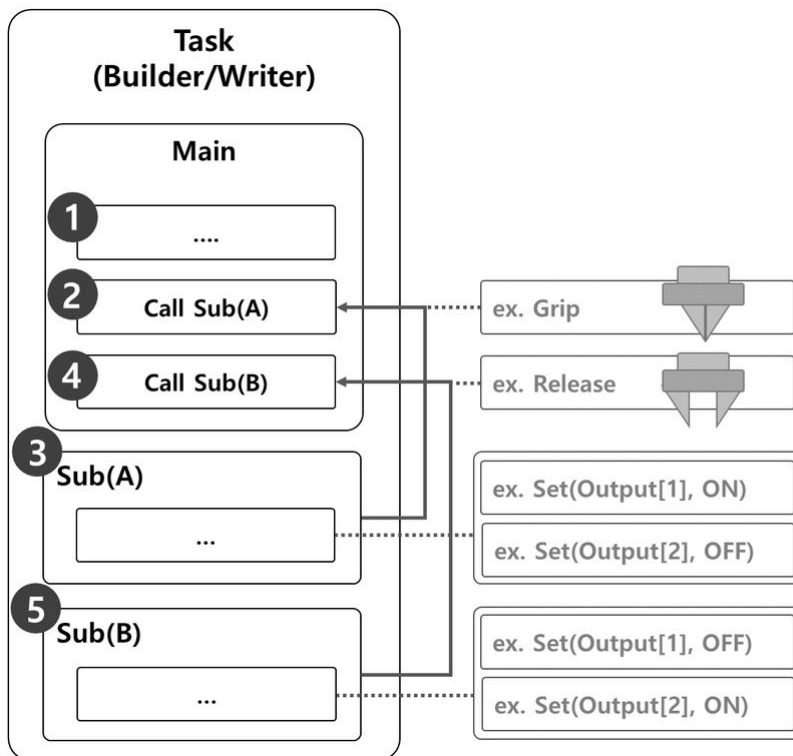 Task
(Builder/Writer)
Main
1
....
2
Call Sub(A)
ex. Grip
4
Call Sub(B)
ex. Release
3
Sub(A)
...
ex. Set(Output[1], ON)
ex. Set(Output[2], OFF)
5
Sub(B)
...
ex. Set(Output[1], OFF)
ex. Set(Output[2], ON)